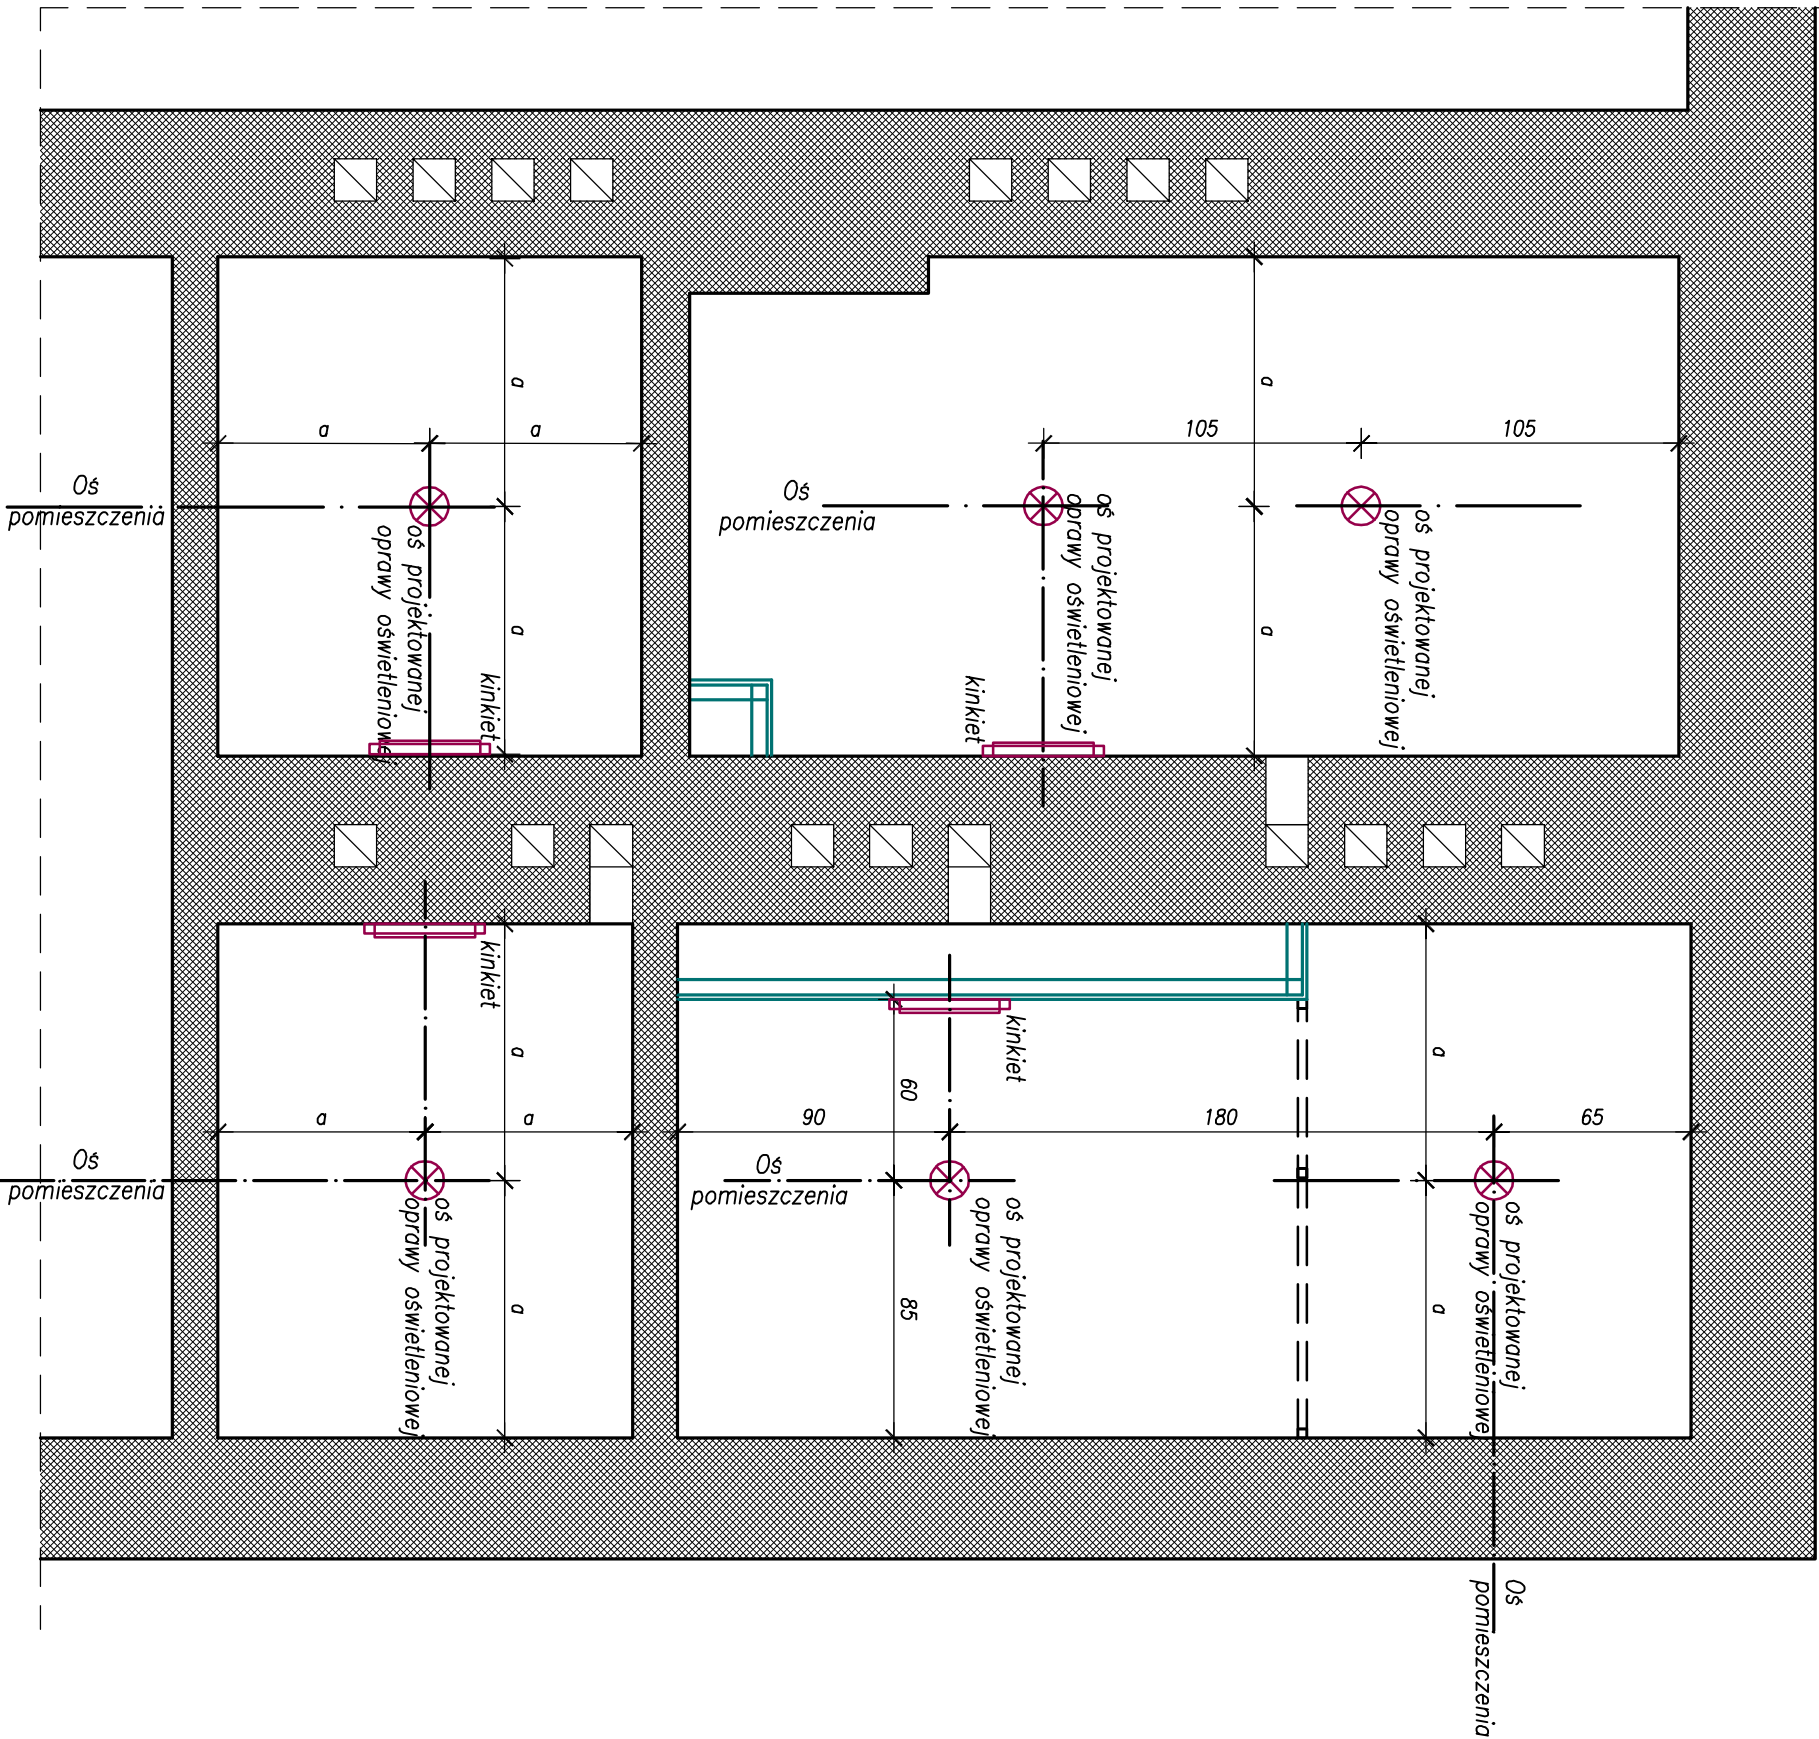 a
a
a
105
105
Oś
pomieszczenia
Oś
pomieszczenia
oś projektowanej
oprawy oświetleniowej
oś projektowanej
oprawy oświetleniowej
oś projektowanej
oprawy oświetleniowej
a
a
a
kinkiet
kinkiet
kinkiet
kinkiet
a
a
60
a
a
90
180
65
Oś
pomieszczenia
Oś
pomieszczenia
oś projektowanej
oprawy oświetleniowej
oś projektowanej
oprawy oświetleniowej
oś projektowanej
oprawy oświetleniowe
a
85
a
Oś
pomieszczenia